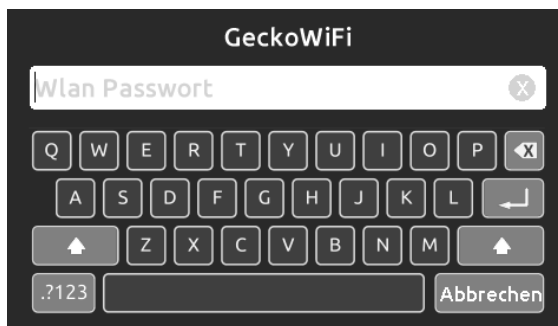 GeckoWiFi
Wlan Passwort X
Q W E R T Y U I O P X
A S D F G H J K L
Z X C V B N M
.?123 Abbrechen